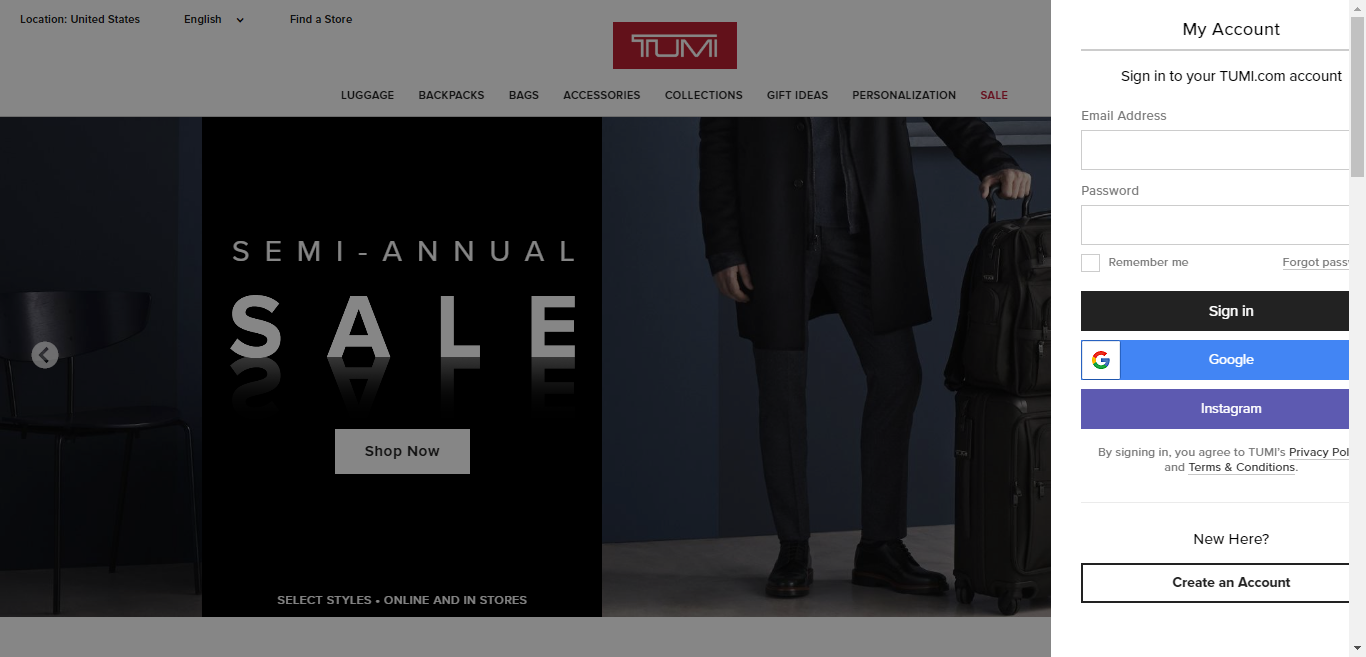 Location: United States
English
Find a Store
TUMI
LUGGAGE
BACKPACKS
BAGS
ACCESSORIES
COLLECTIONS
GIFT IDEAS
PERSONALIZATION
SALE
SEMI-ANNUAL
SALE
Shop Now
SELECT STYLES • ONLINE AND IN STORES
My Account
Sign in to your TUMI.com account
Email Address
Password
Remember me
Forgot pass
Sign in
Google
Instagram
By signing in, you agree to TUMI's Privacy Pol
and Terms & Conditions.
New Here?
Create an Account